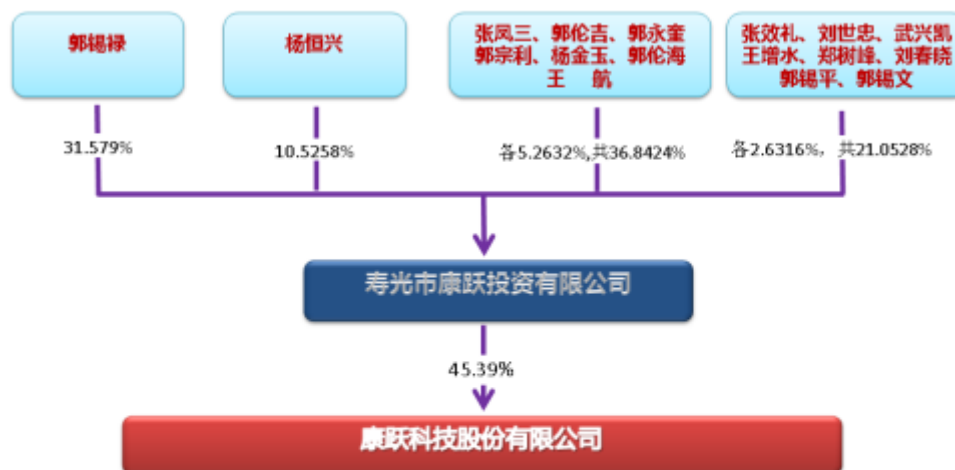 郭锡禄
杨恒兴
张凤三、郭伦吉、郭永奎
郭宗利、杨金玉、郭伦海
王 航
张效礼、刘世忠、武兴凯
王增水、郑树峰、刘春晓
郭锡平、郭锡文
31.579%
10.5258%
各5.2632%,共36.8424%
各2.6316%，共21.0528%
寿光市康跃投资有限公司
45.39%
康跃科技股份有限公司